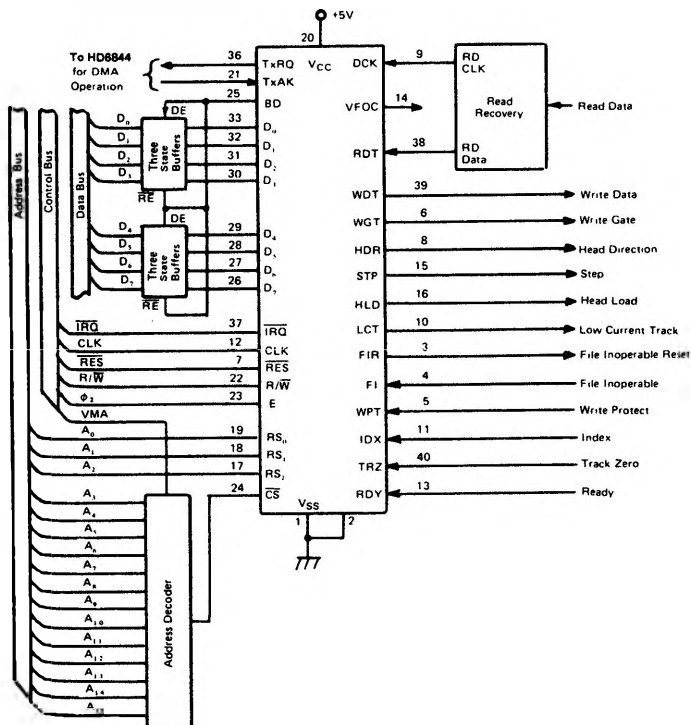 +5V
To HD6844
for DMA
Operation
36
TxRQ
21
TxAK
25
BD
20
VCC
DCK
9
RD
CLK
VFOC
14
Read
Recovery
Read Data
RDT
38
RD
Data
Address Bus
Control Bus
Data Bus
DE
Three
State
Buffers
RE
D0
D1
D2
D3
33
32
31
30
D1
D2
D1
DE
Three
State
Buffers
RE
D4
D5
D6
D7
29
28
27
26
D4
D5
D6
D7
WDT
39
Write Data
WGT
6
Write Gate
HDR
8
Head Direction
STP
15
Step
HLD
16
Head Load
LCT
10
Low Current Track
FIR
3
File Inoperable Reset
FI
4
File Inoperable
WPT
5
Write Protect
IDX
11
Index
TRZ
40
Track Zero
RDY
13
Ready
IRQ
37
IRQ
CLK
12
CLK
RES
7
RES
R/W
22
R/W
ϕ2
23
E
VMA
A0
19
RS0
A1
18
RS1
A2
17
RS2
24
CS
VSS
1
2
A3
A4
A5
A6
A7
A8
A9
A10
A11
A12
A13
A14
Address Decoder